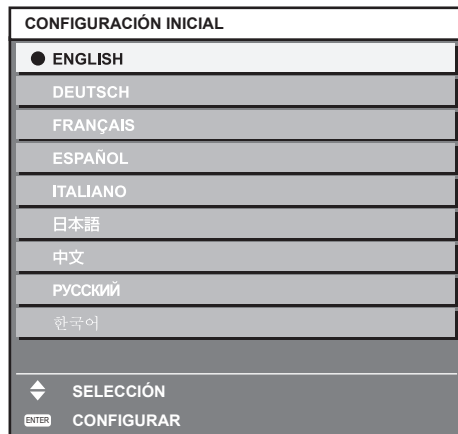 CONFIGURACIÓN INICIAL
ENGLISH
DEUTSCH
FRANÇAIS
ESPAÑOL
ITALIANO
日本語
中文
РУССКИЙ
한국어
SELECCIÓN
ENTER CONFIGURAR